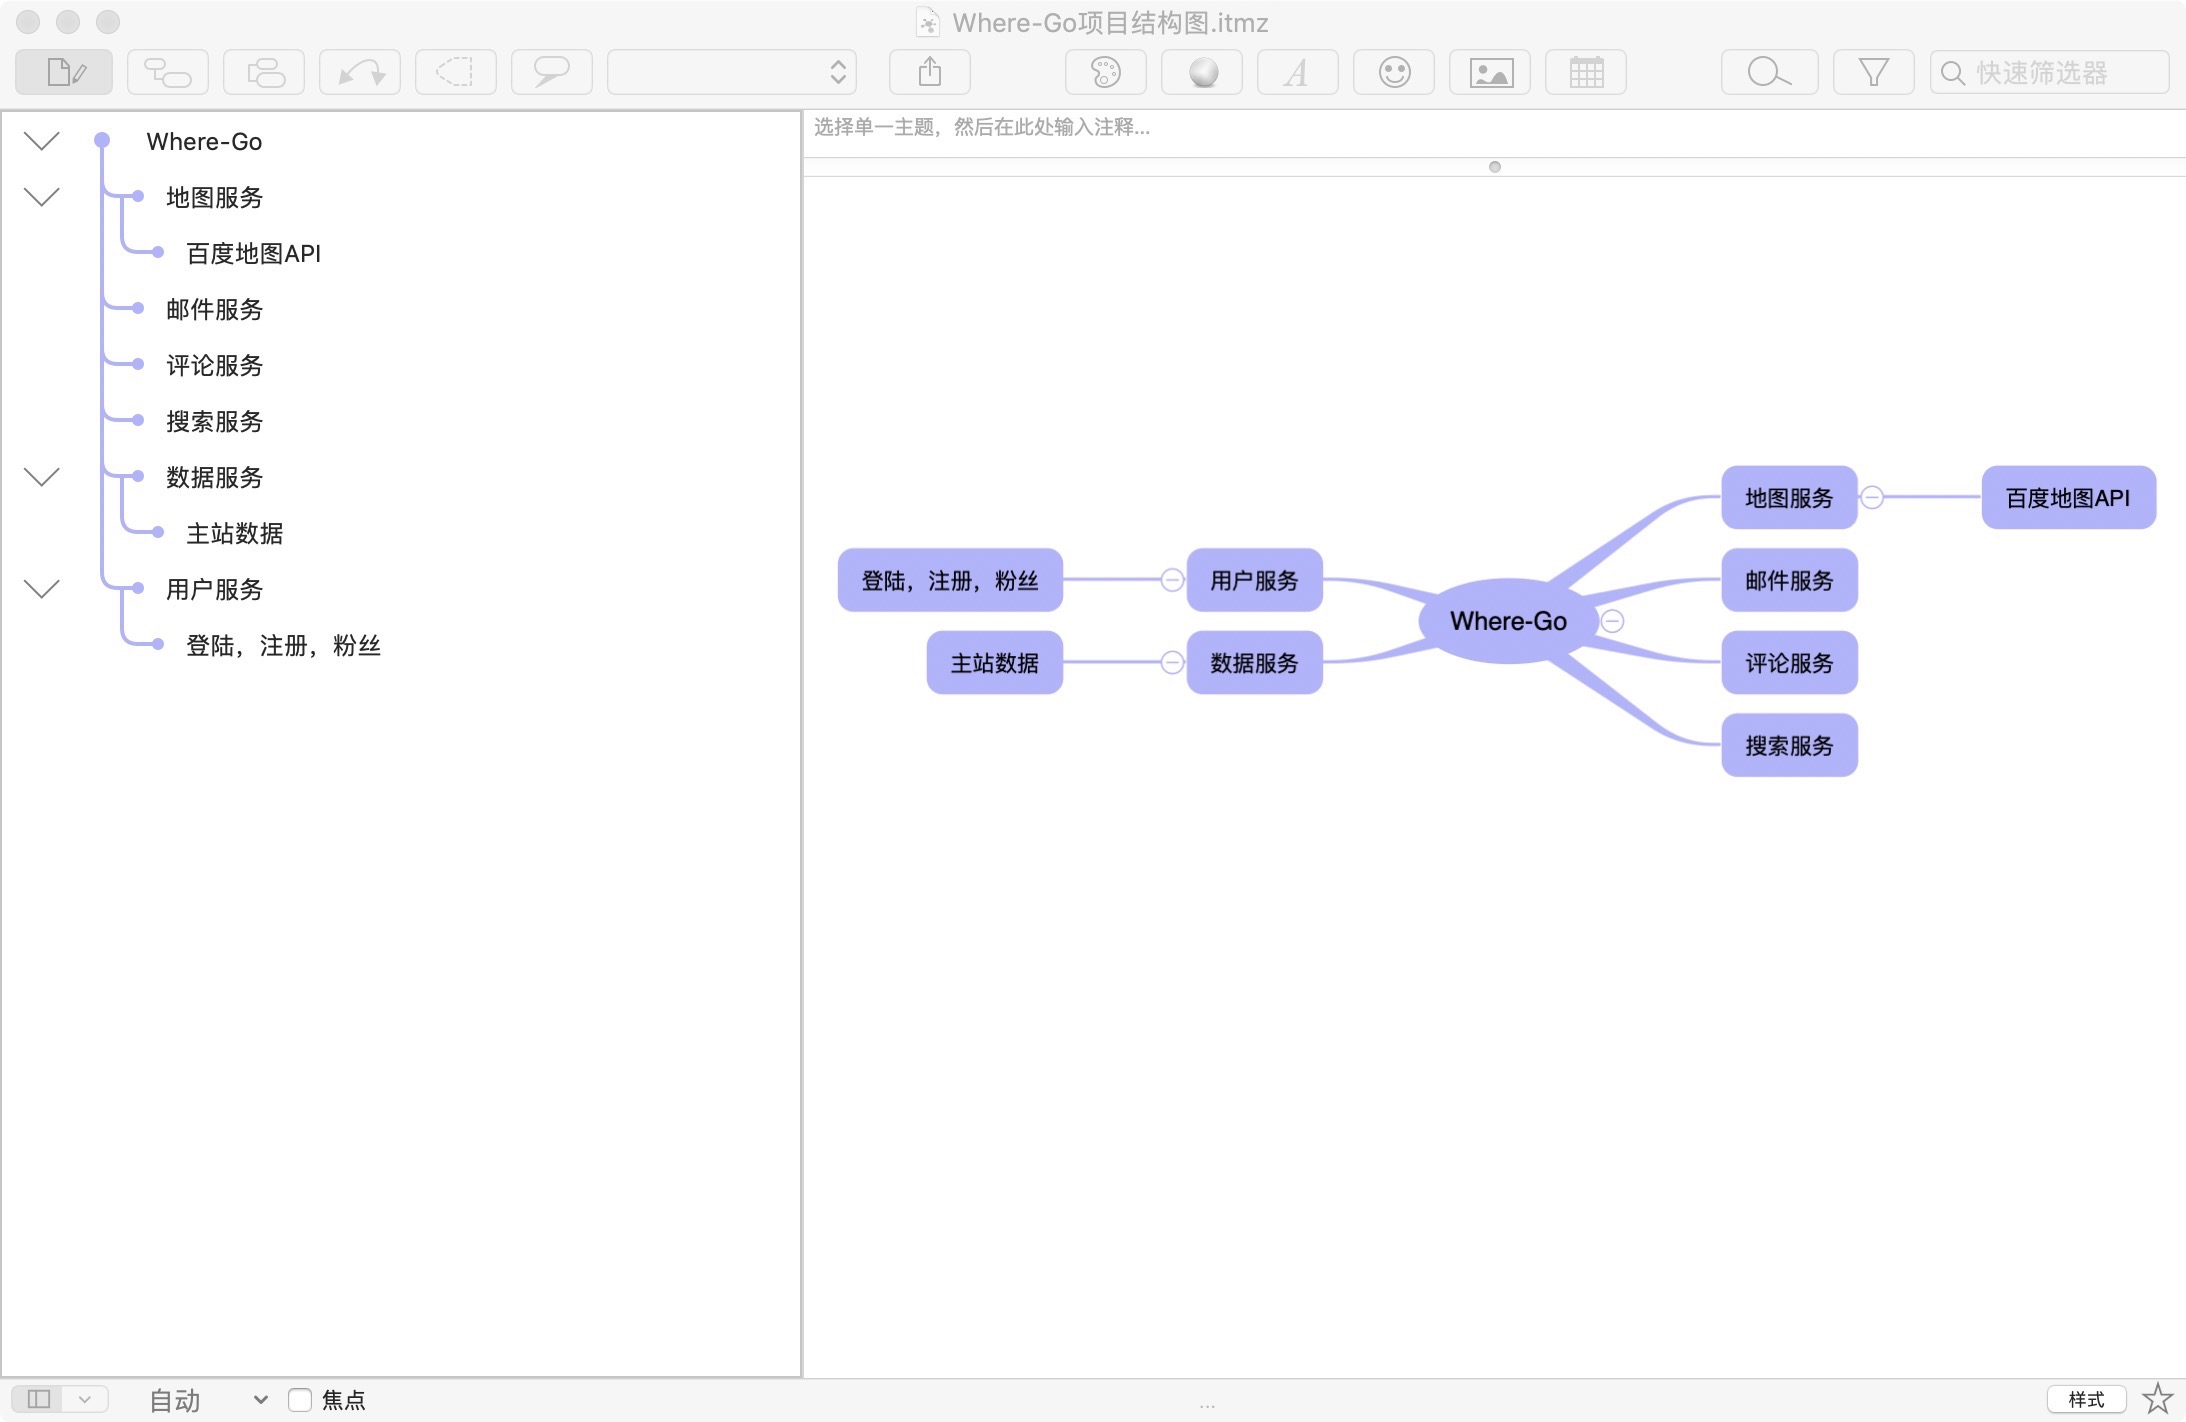 Where-Go项目结构图.itmz
快速筛选器
Where-Go
地图服务
百度地图API
邮件服务
评论服务
搜索服务
数据服务
主站数据
用户服务
登陆，注册，粉丝
选择单一主题，然后在此处输入注释...
地图服务
百度地图API
登陆，注册，粉丝
用户服务
邮件服务
Where-Go
主站数据
数据服务
评论服务
搜索服务
自动
焦点
...
样式